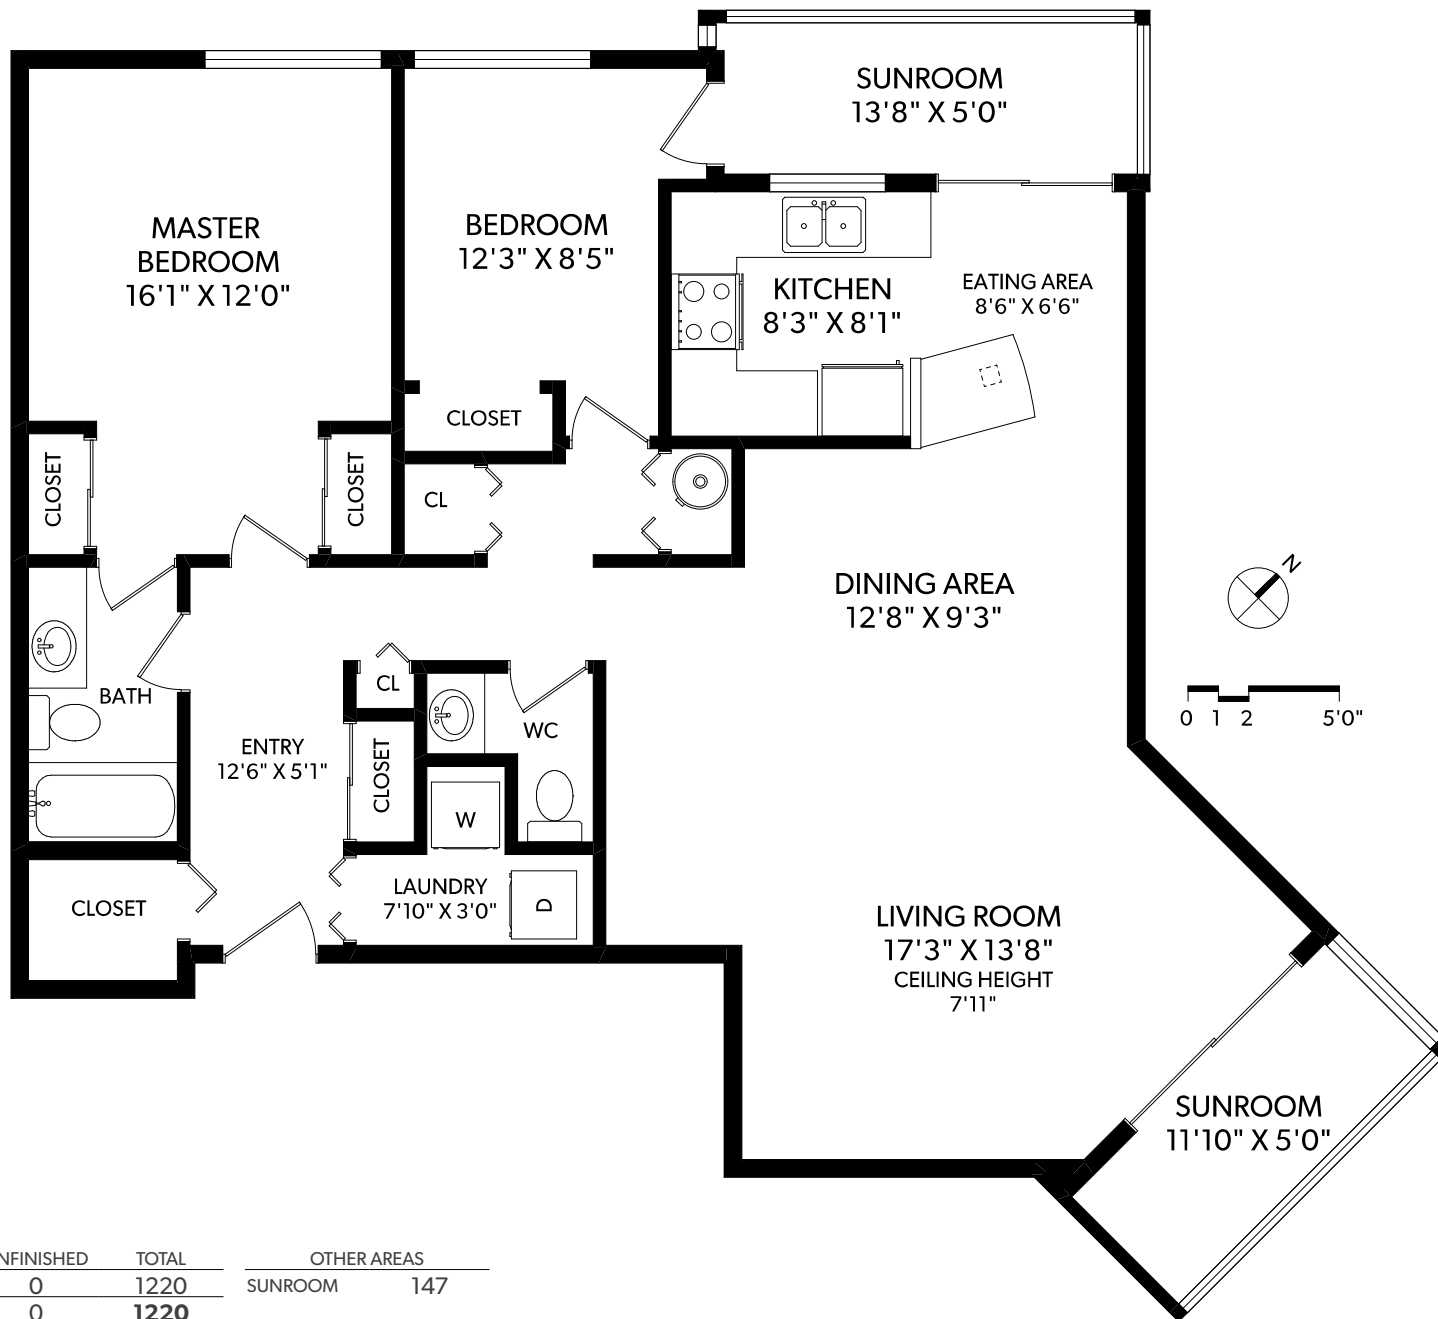 SUNROOM
13'8" X 5'0"
MASTER
BEDROOM
16'1" X 12'0"
BEDROOM
12'3" X 8'5"
KITCHEN
8'3" X 8'1"
EATING AREA
8'6" X 6'6"
CLOSET
CLOSET
CLOSET
CL
N
DINING AREA
12'8" X 9'3"
BATH
CL
WC
0 1 2 5'0"
ENTRY
12'6" X 5'1"
CLOSET
W
LAUNDRY
7'10" X 3'0"
D
CLOSET
LIVING ROOM
17'3" X 13'8"
CEILING HEIGHT
7'11"
SUNROOM
11'10" X 5'0"
NFINISHED TOTAL OTHER AREAS
0 1220 SUNROOM 147
0 1220